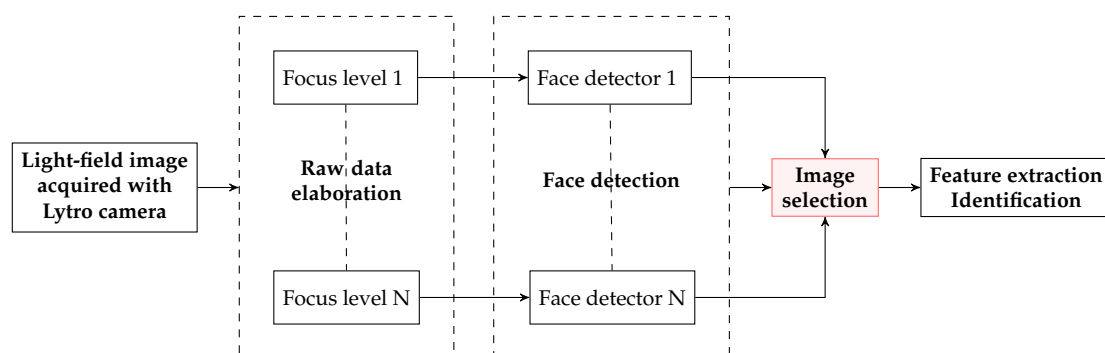 Light-field image
acquired with
Lytro camera
Focus level 1
Raw data
elaboration
Focus level N
Face detector 1
Face detection
Face detector N
Image
selection
Feature extraction
Identification